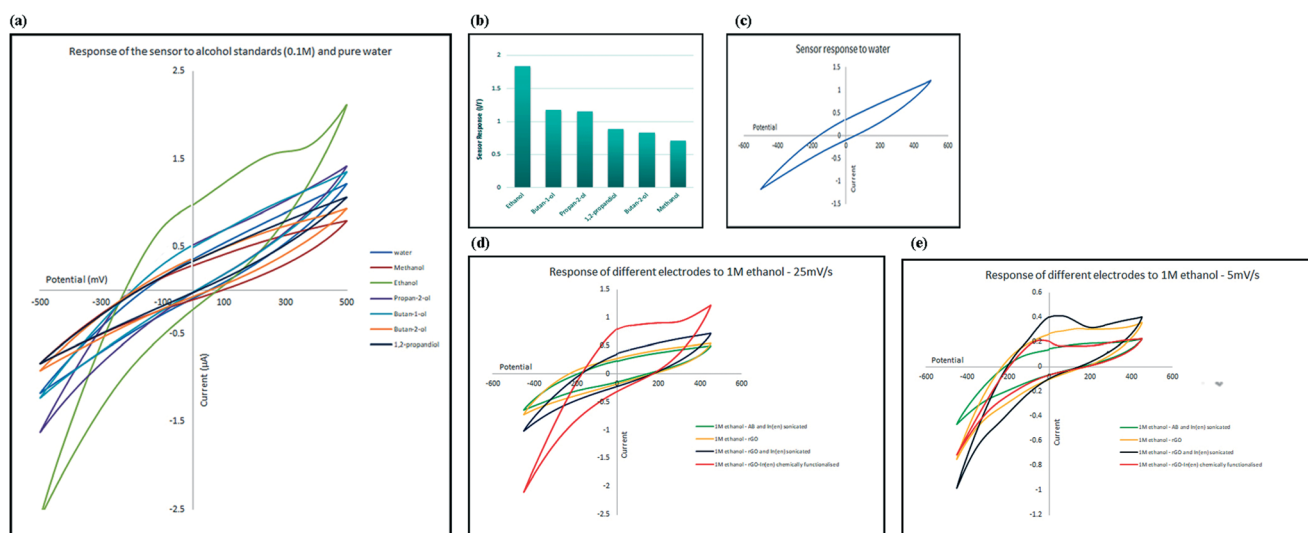 (a)
Response of the sensor to alcohol standards (0.1M) and pure water
2.5
1.5
0.5
Potential (mV)
-500
-300
-100
100
300
500
-0.5
-1.5
-2.5
Current (µA)
water
Methanol
Ethanol
Propan-2-ol
Butan-1-ol
Butan-2-ol
1,2-propandiol
(b)
Sensor Response (I/I')
2
1.5
1
0.5
0
Ethanol
Butan-1-ol
Propan-2-ol
1,2-propandiol
Butan-2-ol
Methanol
(c)
Sensor response to water
1.5
1
0.5
0
-0.5
-1
-1.5
Potential
-600
-400
-200
0
200
400
600
Current
(d)
Response of different electrodes to 1M ethanol - 25mV/s
1.5
1
0.5
0
-0.5
-1
-1.5
-2
-2.5
Potential
-600
-400
-200
0
200
400
600
Current
1M ethanol - AB and In(en) sonicated
1M ethanol - rGO
1M ethanol - rGO and In(en) sonicated
1M ethanol - rGO-In(en) chemically functionalised
(e)
Response of different electrodes to 1M ethanol - 5mV/s
0.6
0.4
0.2
0
-0.2
-0.4
-0.6
-0.8
-1
-1.2
Potential
-600
-400
-200
0
200
400
600
Current
1M ethanol - AB and In(en) sonicated
1M ethanol - rGO
1M ethanol - rGO and In(en) sonicated
1M ethanol - rGO-In(en) chemically functionalised